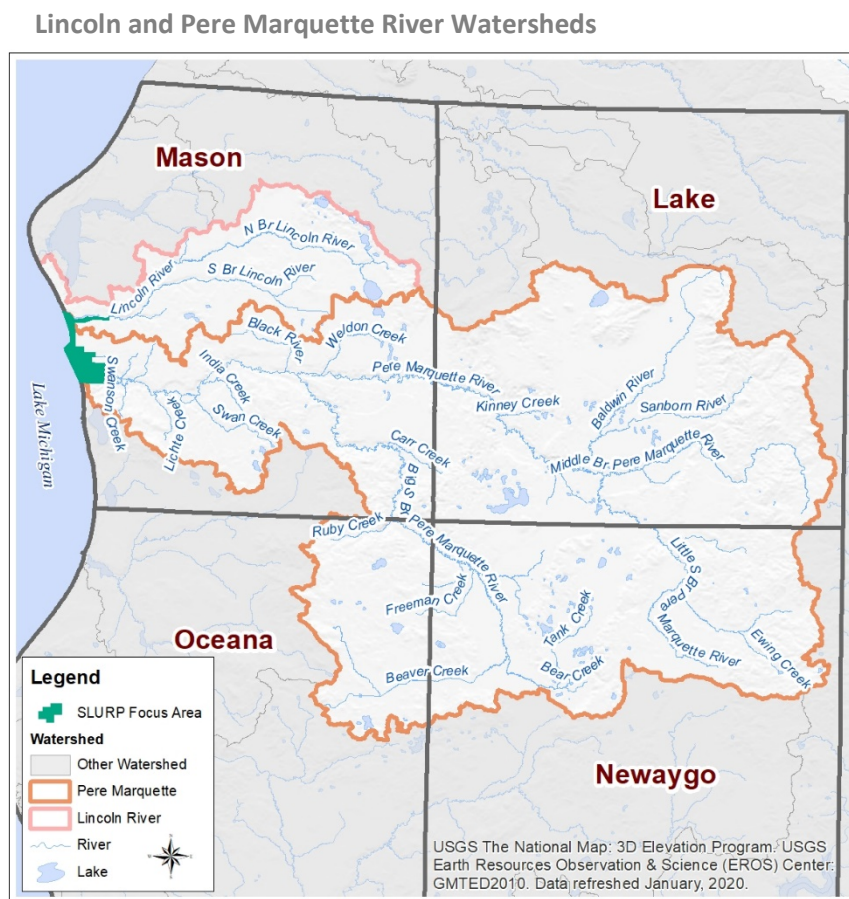 Lincoln and Pere Marquette River Watersheds
Mason
Lake
N Br Lincoln River
S Br Lincoln River
Lincoln River
Black River
Weldon Creek
India Creek
Pere Marquette River
Swenson Creek
Lichte Creek
Swan Creek
Kinney Creek
Baldwin River
Sanborn River
Lake Michigan
Carr Creek
Middle Br Pere Marquette River
Big S Br Pere Marquette River
Ruby Creek
Freeman Creek
Tank Creek
Little S Br Pere
Marquette River
Ewing Creek
Oceana
Beaver Creek
Bear Creek
Newaygo
Legend
SLURP Focus Area
Watershed
Other Watershed
Pere Marquette
Lincoln River
River
Lake
USGS The National Map: 3D Elevation Program. USGS
Earth Resources Observation & Science (EROS) Center:
GMTED2010. Data refreshed January, 2020.